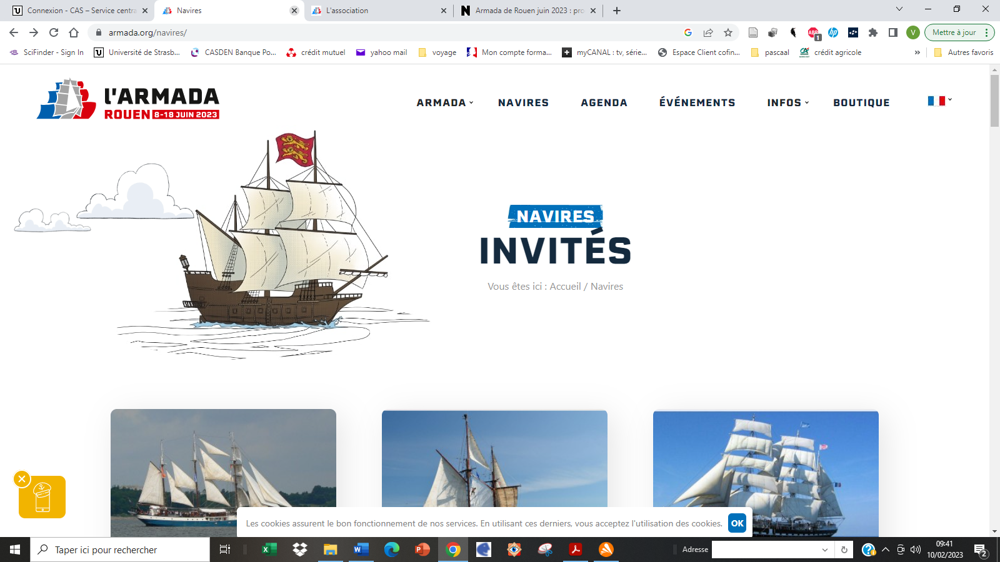 Connexion - CAS – Service centra
Navires
L'association
Armada de Rouen juin 2023 : pro
armada.org/navires/
V
Mettre à jour
SciFinder - Sign In
Université de Strasb...
CASDEN Banque Po...
crédit mutuel
yahoo mail
voyage
Mon compte forma...
myCANAL : tv, série...
Espace Client cofin...
pascaal
crédit agricole
»
Autres favoris
L'ARMADA
ROUEN 8-18 JUIN 2023
ARMADA
NAVIRES
AGENDA
ÉVÉNEMENTS
INFOS
BOUTIQUE
NAVIRES
INVITÉS
Vous êtes ici : Accueil / Navires
Les cookies assurent le bon fonctionnement de nos services. En utilisant ces derniers, vous acceptez l'utilisation des cookies.
OK
Taper ici pour rechercher
Adresse
09:41
10/02/2023
2